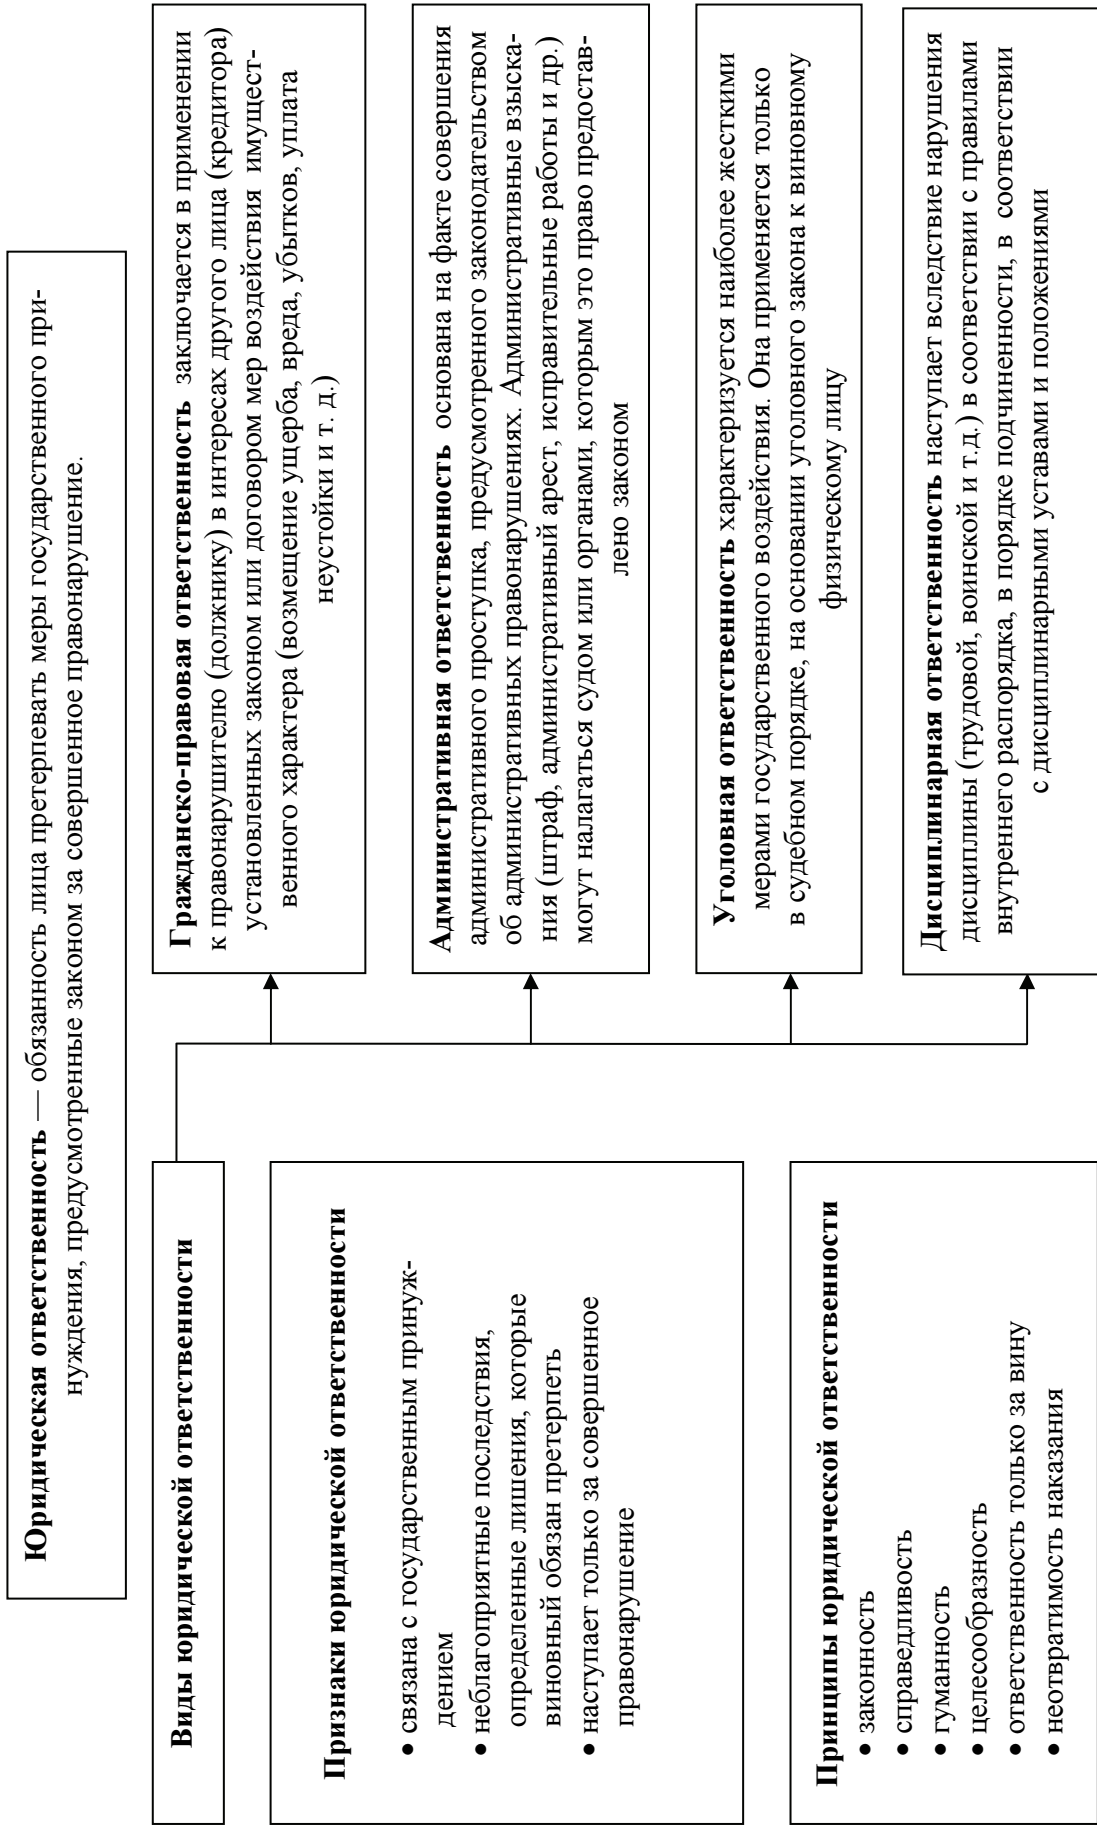 Юридическая ответственность — обязанность лица претерпевать меры государственного при-
нуждения, предусмотренные законом за совершенное правонарушение.
Виды юридической ответственности
Признаки юридической ответственности
• связана с государственным принуж-
дением
• неблагоприятные последствия,
определенные лишения, которые
виновный обязан претерпеть
• наступает только за совершенное
правонарушение
Принципы юридической ответственности
• законность
• справедливость
• гуманность
• целесообразность
• ответственность только за вину
• неотвратимость наказания
Гражданско-правовая ответственность заключается в применении
к правонарушителю (должнику) в интересах другого лица (кредитора)
установленных законом или договором мер воздействия имущест-
венного характера (возмещение ущерба, вреда, убытков, уплата
неустойки и т. д.)
Административная ответственность основана на факте совершения
административного проступка, предусмотренного законодательством
об административных правонарушениях. Административные взыска-
ния (штраф, административный арест, исправительные работы и др.)
могут налагаться судом или органами, которым это право предостав-
лено законом
Уголовная ответственность характеризуется наиболее жесткими
мерами государственного воздействия. Она применяется только
в судебном порядке, на основании уголовного закона к виновному
физическому лицу
Дисциплинарная ответственность наступает вследствие нарушения
дисциплины (трудовой, воинской и т.д.) в соответствии с правилами
внутреннего распорядка, в порядке подчиненности, в соответствии
с дисциплинарными уставами и положениями